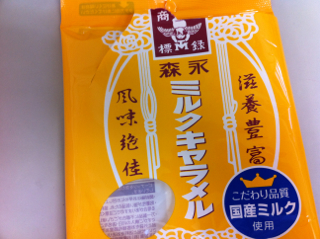 商標
登録
森永
ミルクキャラメル
滋養豊富
風味絶佳
こだわり品質
国産ミルク
使用